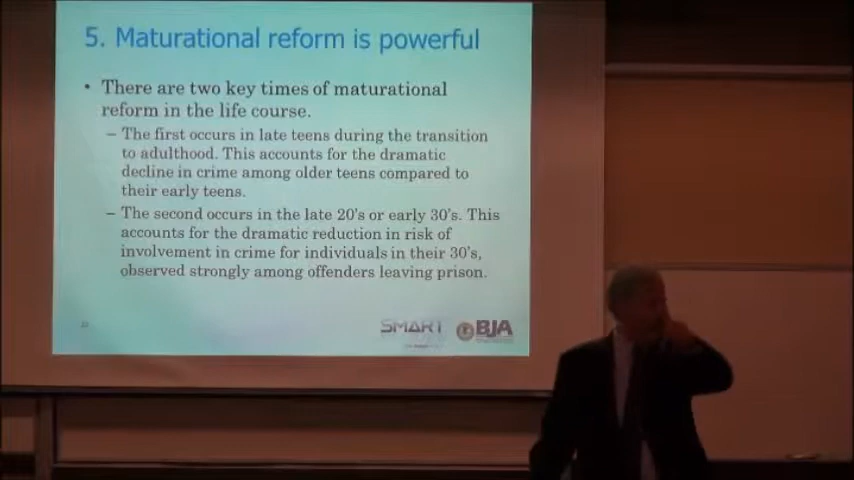 5. Maturational reform is powerful
• There are two key times of maturational
reform in the life course.
– The first occurs in late teens during the transition
to adulthood. This accounts for the dramatic
decline in crime among older teens compared to
their early teens.
– The second occurs in the late 20's or early 30's. This
accounts for the dramatic reduction in risk of
involvement in crime for individuals in their 30's,
observed strongly among offenders leaving prison.
SMART
BJA